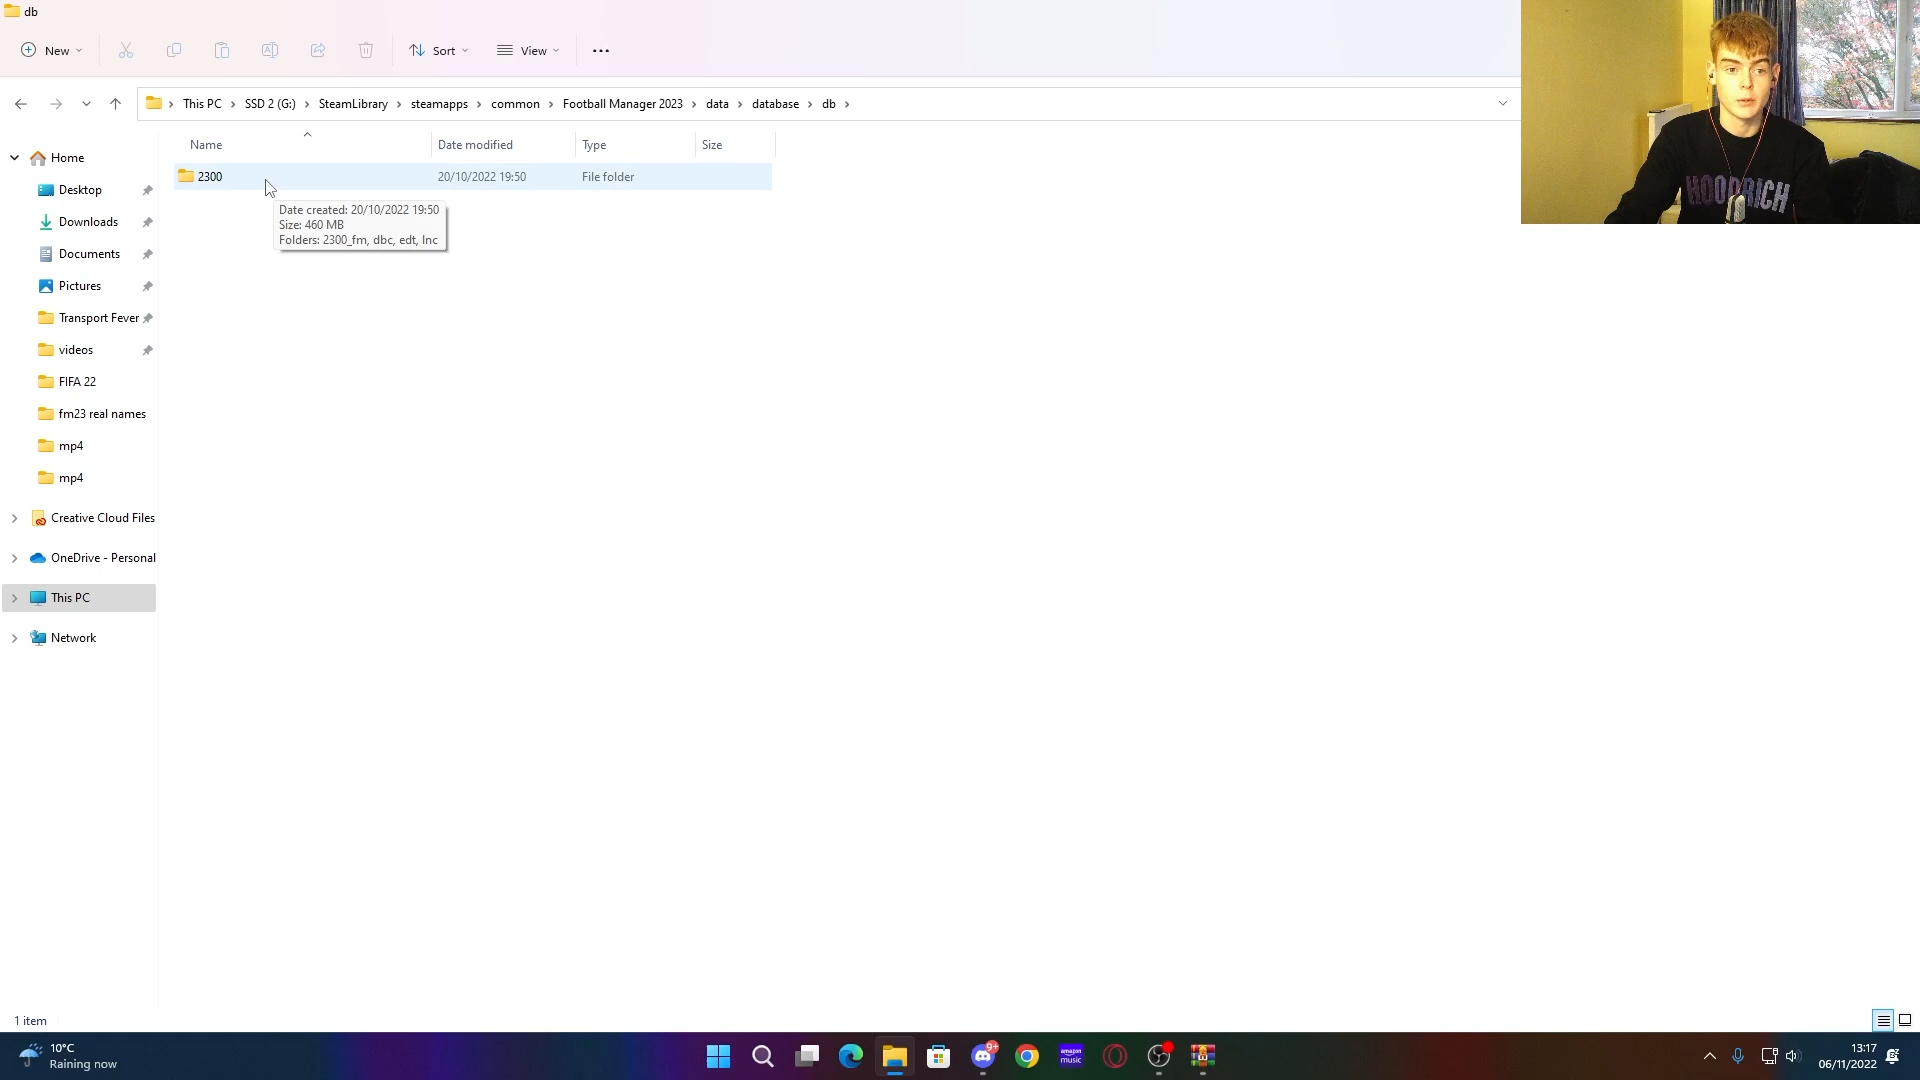 db
New
Sort
View
This PC
SSD 2 (G:)
SteamLibrary
steamapps
common
Football Manager 2023
data
database
db
Name
Date modified
Type
Size
2300
20/10/2022 19:50
File folder
Date created: 20/10/2022 19:50
Size: 460 MB
Folders: 2300_fm, dbc, edt, lnc
Home
Desktop
Downloads
Documents
Pictures
Transport Fever
videos
FIFA 22
fm23 real names
mp4
mp4
Creative Cloud Files
OneDrive - Personal
This PC
Network
HOODRICH
1 item
10°C
Raining now
9+
amazon
music
13:17
06/11/2022